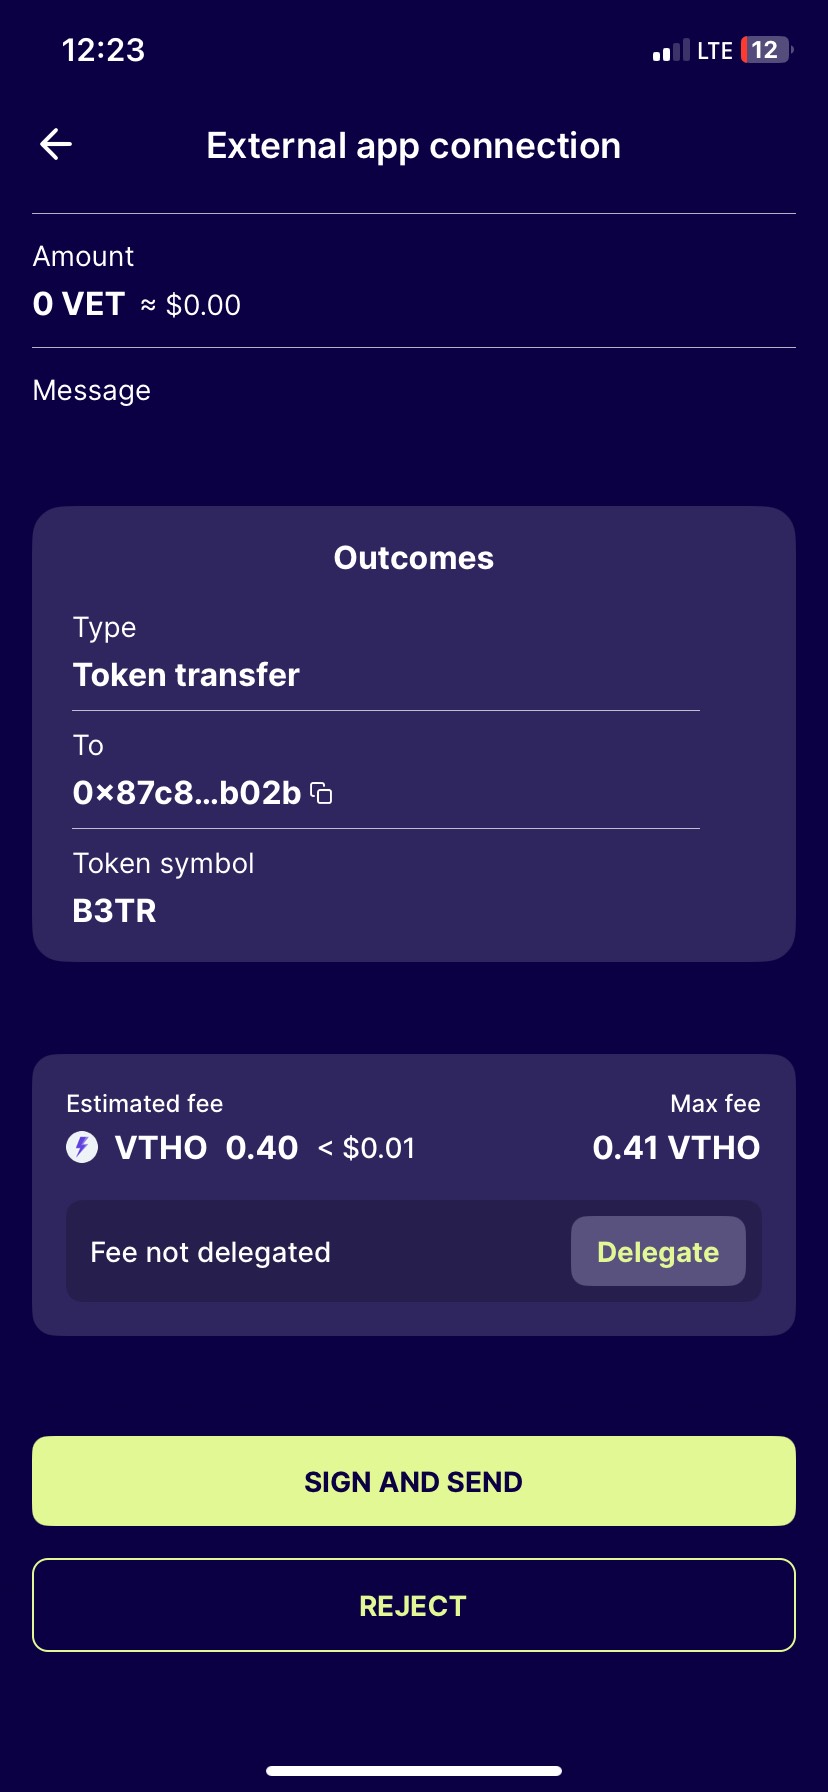 12:23
LTE 12
External app connection
Amount
0 VET ≈ $0.00
Message
Outcomes
Type
Token transfer
To
0×87c8...b02b
Token symbol
B3TR
Estimated fee
Max fee
VTHO 0.40 < $0.01
0.41 VTHO
Fee not delegated
Delegate
SIGN AND SEND
REJECT